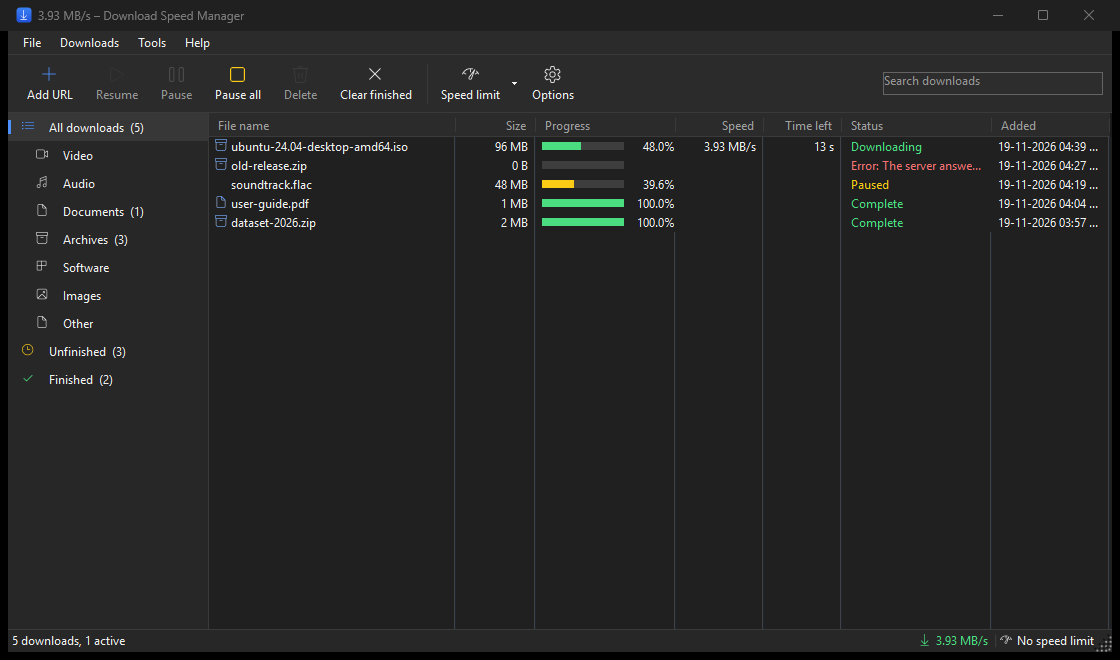 3.93 MB/s – Download Speed Manager
File Downloads Tools Help
Add URL Resume Pause Pause all Delete Clear finished Speed limit Options Search downloads
All downloads (5)
Video
Audio
Documents (1)
Archives (3)
Software
Images
Other
Unfinished (3)
Finished (2)
File name Size Progress Speed Time left Status Added
ubuntu-24.04-desktop-amd64.iso 96 MB 48.0% 3.93 MB/s 13 s Downloading 19-11-2026 04:39 ...
old-release.zip 0 B Error: The server answe... 19-11-2026 04:27 ...
soundtrack.flac 48 MB 39.6% Paused 19-11-2026 04:19 ...
user-guide.pdf 1 MB 100.0% Complete 19-11-2026 04:04 ...
dataset-2026.zip 2 MB 100.0% Complete 19-11-2026 03:57 ...
5 downloads, 1 active 3.93 MB/s No speed limit